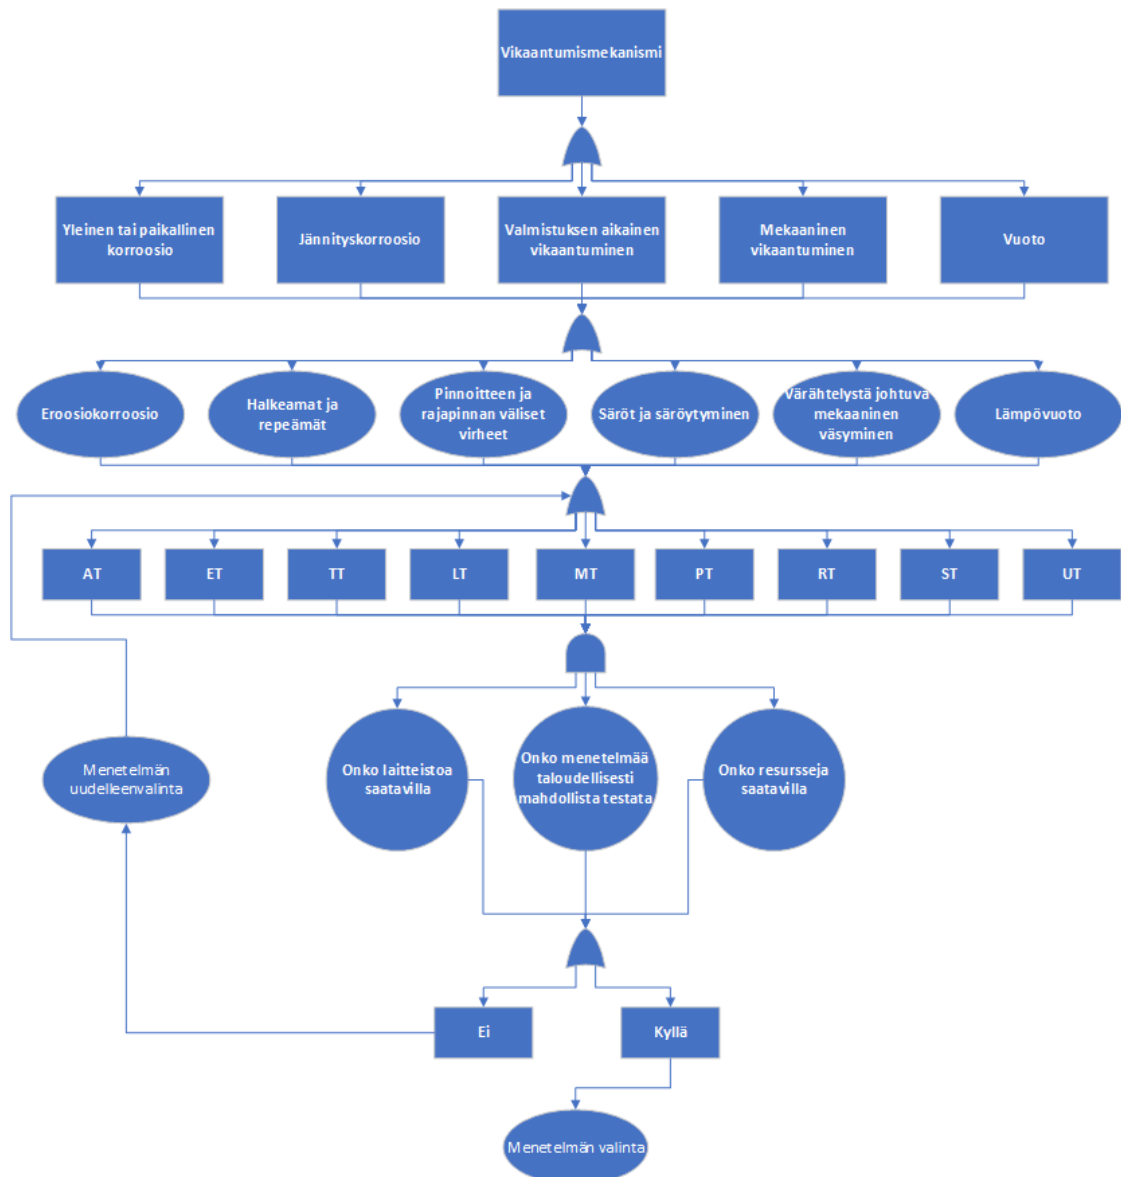 Vikaantumismekanismi
Yleinen tai paikallinen
korroosio
Jännityskorroosio
Valmistuksen aikainen
vikaantuminen
Mekaaninen
vikaantuminen
Vuoto
Eroosiokorroosio
Halkeamat ja
repeämät
Pinnoitteen ja
rajapinnan väliset
virheet
Säröt ja säröytyminen
Värähtelystä johtuva
mekaaninen
väsyminen
Lämpövuoto
AT
ET
TT
LT
MT
PT
RT
ST
UT
Menetelmän
uudelleenvalinta
Onko laitteistoa
saatavilla
Onko menetelmää
taloudellisesti
mahdollista testata
Onko resursseja
saatavilla
Ei
Kyllä
Menetelmän valinta